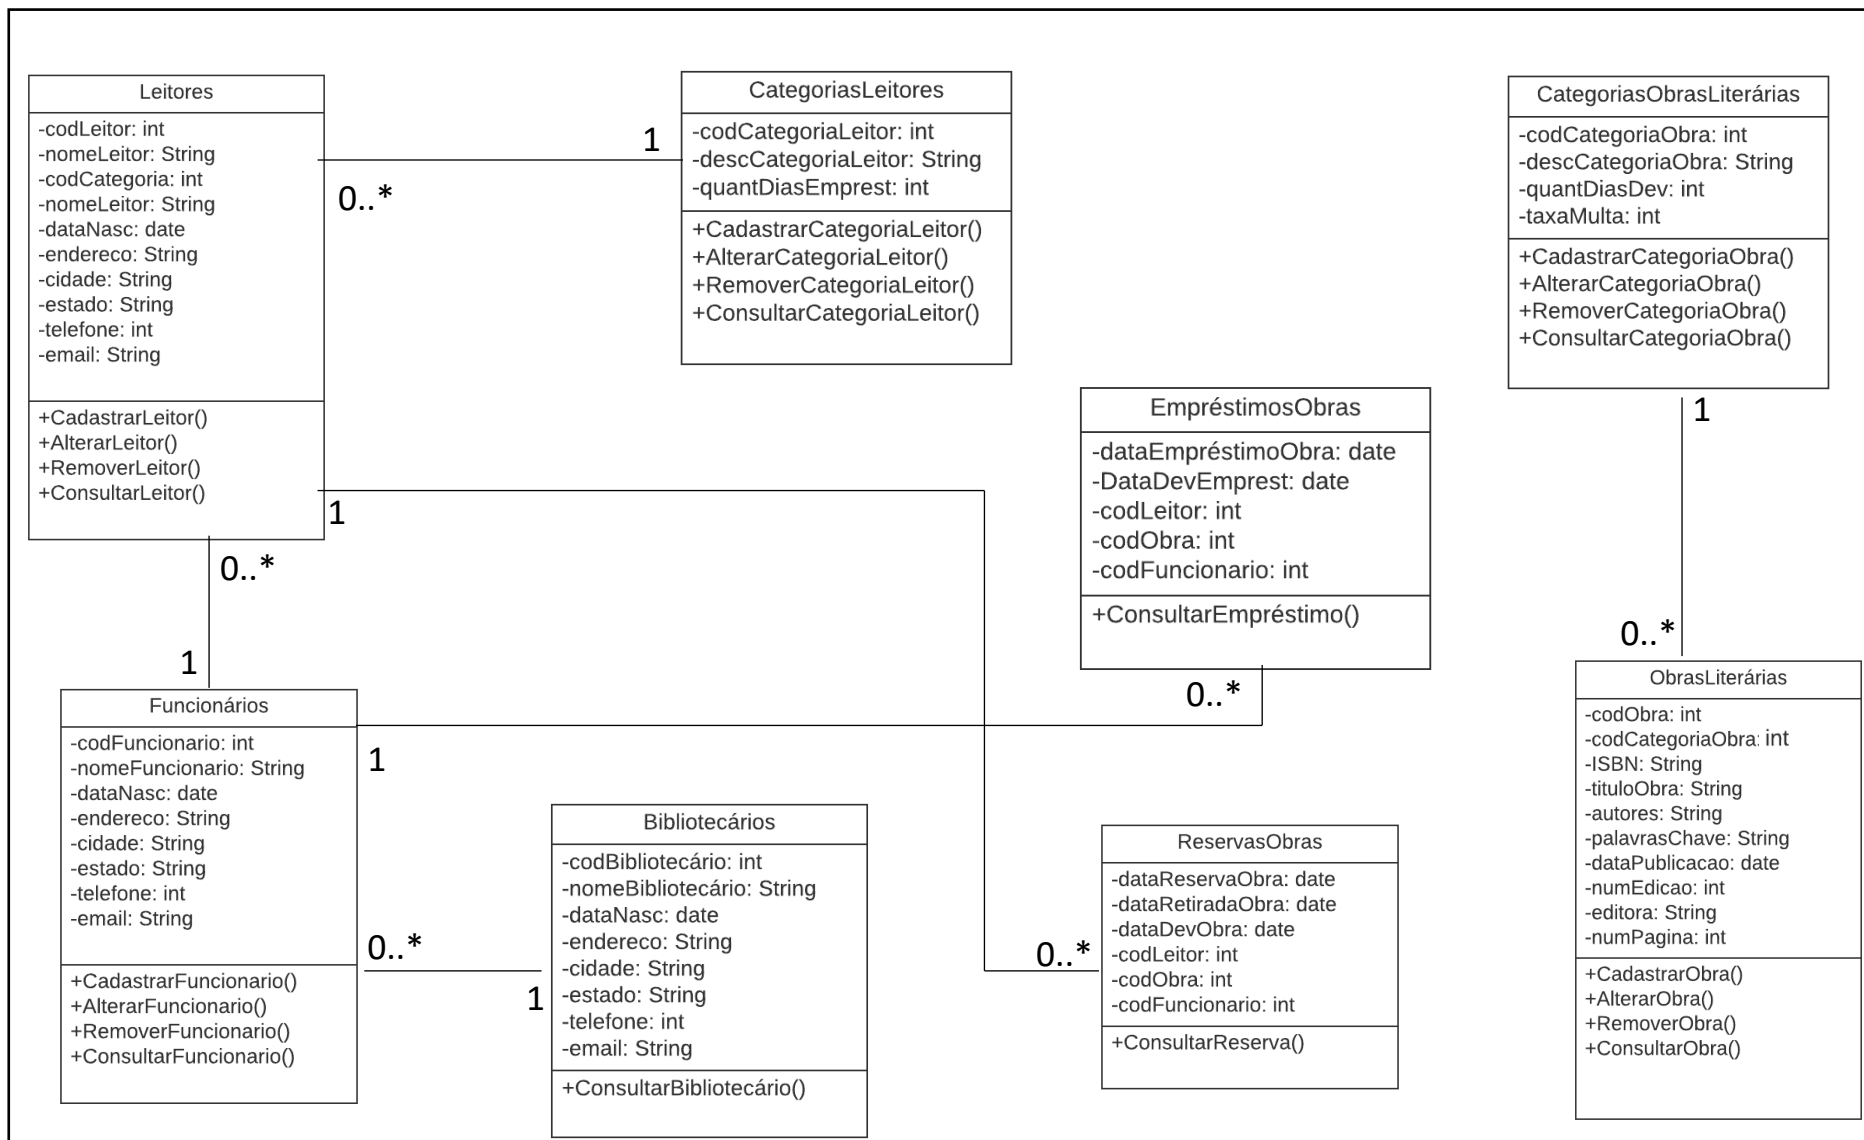 Leitores
-codLeitor: int
-nomeLeitor: String
-codCategoria: int
-nomeLeitor: String
-dataNasc: date
-endereco: String
-cidade: String
-estado: String
-telefone: int
-email: String
+CadastrarLeitor()
+AlterarLeitor()
+RemoverLeitor()
+ConsultarLeitor()
0..*
1
CategoriasLeitores
-codCategoriaLeitor: int
-descCategoriaLeitor: String
-quantDiasEmprest: int
+CadastrarCategoriaLeitor()
+AlterarCategoriaLeitor()
+RemoverCategoriaLeitor()
+ConsultarCategoriaLeitor()
CategoriasObrasLiterárias
-codCategoriaObra: int
-descCategoriaObra: String
-quantDiasDev: int
-taxaMulta: int
+CadastrarCategoriaObra()
+AlterarCategoriaObra()
+RemoverCategoriaObra()
+ConsultarCategoriaObra()
1
0..*
EmpréstimosObras
-dataEmpréstimoObra: date
-DataDevEmprest: date
-codLeitor: int
-codObra: int
-codFuncionario: int
+ConsultarEmpréstimo()
0..*
1
0..*
1
Funcionários
-codFuncionario: int
-nomeFuncionario: String
-dataNasc: date
-endereco: String
-cidade: String
-estado: String
-telefone: int
-email: String
+CadastrarFuncionario()
+AlterarFuncionario()
+RemoverFuncionario()
+ConsultarFuncionario()
1
0..*
1
Bibliotecários
-codBibliotecário: int
-nomeBibliotecário: String
-dataNasc: date
-endereco: String
-cidade: String
-estado: String
-telefone: int
-email: String
+ConsultarBibliotecário()
0..*
ReservasObras
-dataReservaObra: date
-dataRetiradaObra: date
-dataDevObra: date
-codLeitor: int
-codObra: int
-codFuncionario: int
+ConsultarReserva()
ObrasLiterárias
-codObra: int
-codCategoriaObra: int
-ISBN: String
-tituloObra: String
-autores: String
-palavrasChave: String
-dataPublicacao: date
-numEdicao: int
-editora: String
-numPagina: int
+CadastrarObra()
+AlterarObra()
+RemoverObra()
+ConsultarObra()